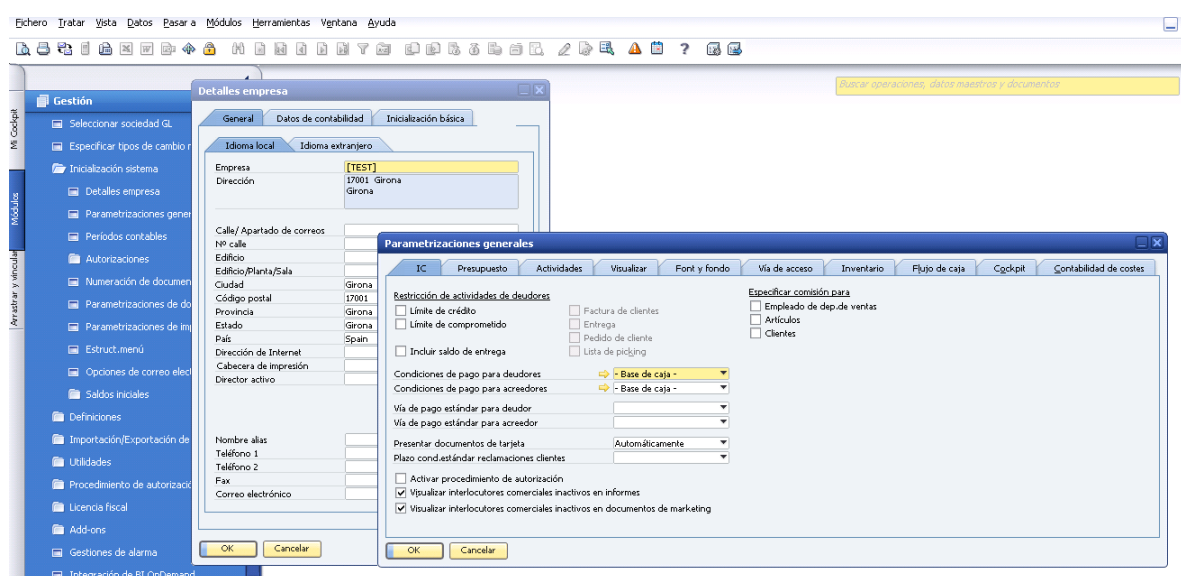 Fichero Tratar Vista Datos Pasar a Módulos Herramientas Ventana Ayuda
Buscar operaciones, datos maestros y documentos
Mi Cockpit
Módulos
Arrastrar y vincular
Gestión
Seleccionar sociedad GL
Especificar tipos de cambio
Inicialización sistema
Detalles empresa
Parametrizaciones gener
Períodos contables
Autorizaciones
Numeración de documen
Parametrizaciones de do
Parametrizaciones de im
Estruct.menú
Opciones de correo elect
Saldos iniciales
Definiciones
Importación/Exportación de
Utilidades
Procedimiento de autorizació
Licencia fiscal
Add-ons
Gestiones de alarma
Integración de BI OnDemand
Detalles empresa
General Datos de contabilidad Inicialización básica
Idioma local Idioma extranjero
Empresa [TEST]
Dirección 17001 Girona
Girona
Calle/ Apartado de correos
Nº calle
Edificio
Edificio/Planta/Sala
Ciudad Girona
Código postal 17001
Provincia Girona
Estado Girona
País Spain
Dirección de Internet
Cabecera de impresión
Director activo
Nombre alias
Teléfono 1
Teléfono 2
Fax
Correo electrónico
OK Cancelar
Parametrizaciones generales
IC Presupuesto Actividades Visualizar Font y fondo Vía de acceso Inventario Flujo de caja Cockpit Contabilidad de costes
Restricción de actividades de deudores
Límite de crédito Factura de clientes
Límite de comprometido Entrega
Pedido de cliente
Incluir saldo de entrega Lista de picking
Especificar comisión para
Empleado de dep.de ventas
Artículos
Clientes
Condiciones de pago para deudores - Base de caja -
Condiciones de pago para acreedores - Base de caja -
Vía de pago estándar para deudor
Vía de pago estándar para acreedor
Presentar documentos de tarjeta Automáticamente
Plazo cond.estándar reclamaciones clientes
Activar procedimiento de autorización
Visualizar interlocutores comerciales inactivos en informes
Visualizar interlocutores comerciales inactivos en documentos de marketing
OK Cancelar